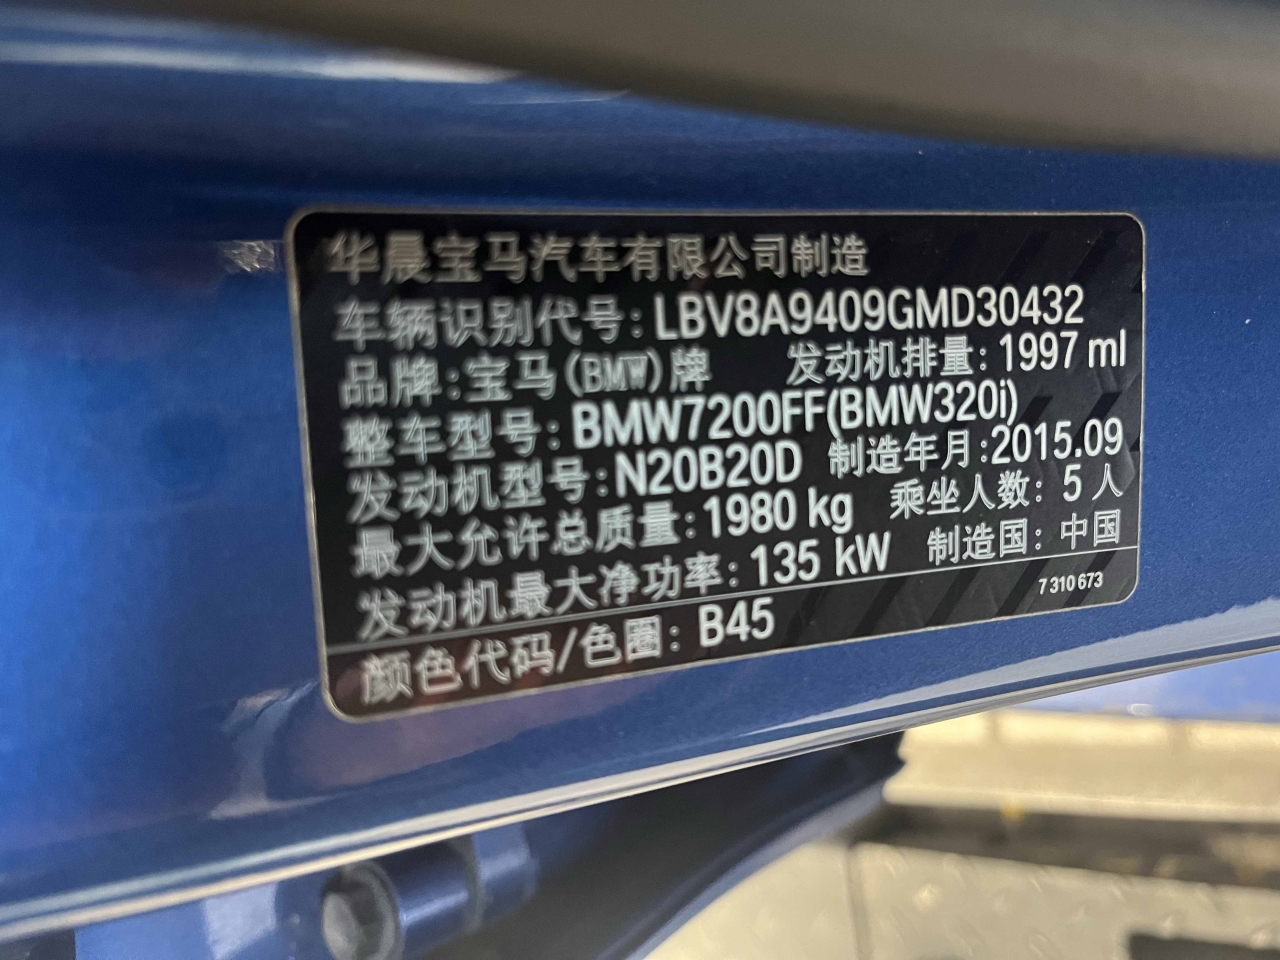 华晨宝马汽车有限公司制造
车辆识别代号: LBV8A9409GMD30432
品牌:宝马(BMW)牌 发动机排量: 1997 ml
整车型号: BMW7200FF(BMW320i)
发动机型号: N20B20D 制造年月:2015.09
最大允许总质量: 1980 kg 乘坐人数: 5 人
发动机最大净功率: 135 kW 制造国: 中国
7 310 673
颜色代码/色圈: B45